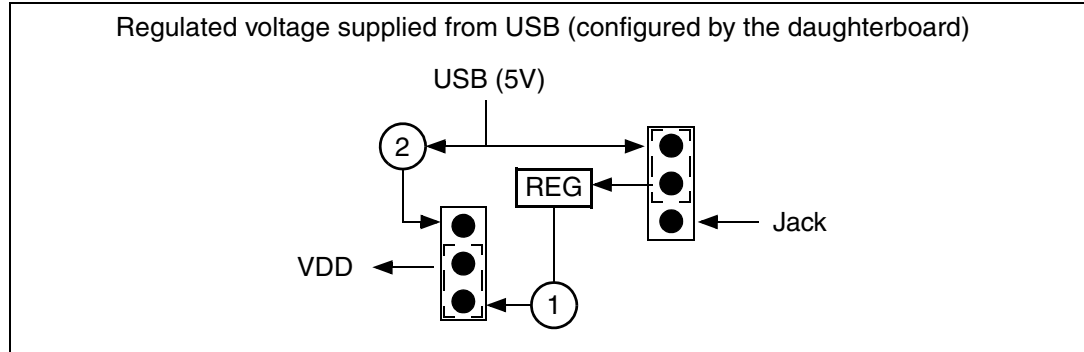 Regulated voltage supplied from USB (configured by the daughterboard)
USB (5V)
2
REG
Jack
VDD
1